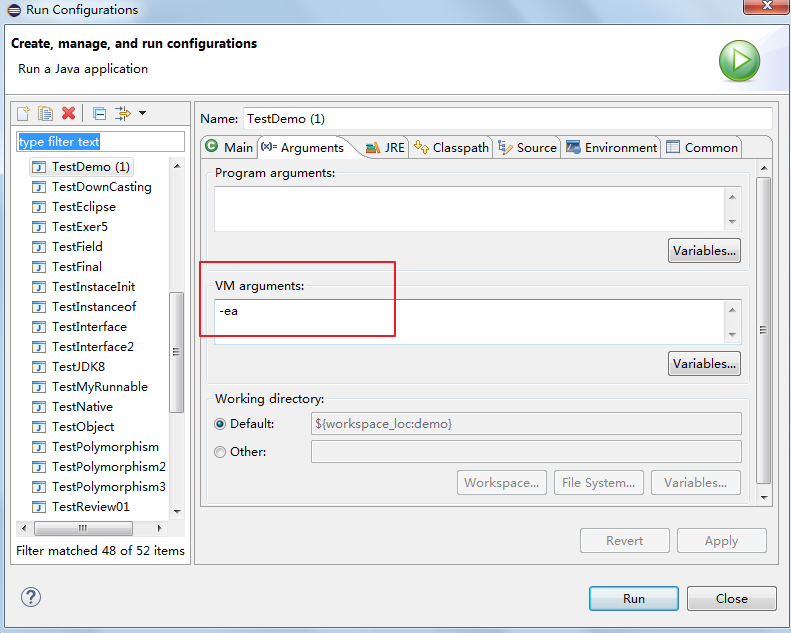 Run Configurations
Create, manage, and run configurations
Run a Java application
type filter text
TestDemo (1)
TestDownCasting
TestEclipse
TestExer5
TestField
TestFinal
TestInstaceInit
TestInstanceof
TestInterface
TestInterface2
TestJDK8
TestMyRunnable
TestNative
TestObject
TestPolymorphism
TestPolymorphism2
TestPolymorphism3
TestReview01
Filter matched 48 of 52 items
Name: TestDemo (1)
Main (x)= Arguments JRE Classpath Source Environment Common
Program arguments:
Variables...
VM arguments:
-ea
Variables...
Working directory:
Default: ${workspace_loc:demo}
Other:
Workspace... File System... Variables...
Revert Apply
Run Close